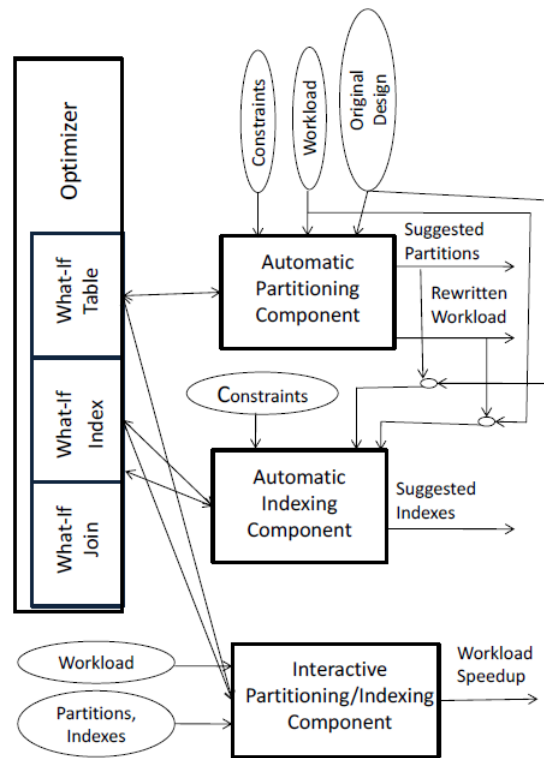 Constraints
Workload
Original
Design
Optimizer
What-If
Table
What-If
Index
What-If
Join
Automatic
Partitioning
Component
Suggested
Partitions
Rewritten
Workload
Constraints
Automatic
Indexing
Component
Suggested
Indexes
Workload
Partitions,
Indexes
Interactive
Partitioning/Indexing
Component
Workload
Speedup